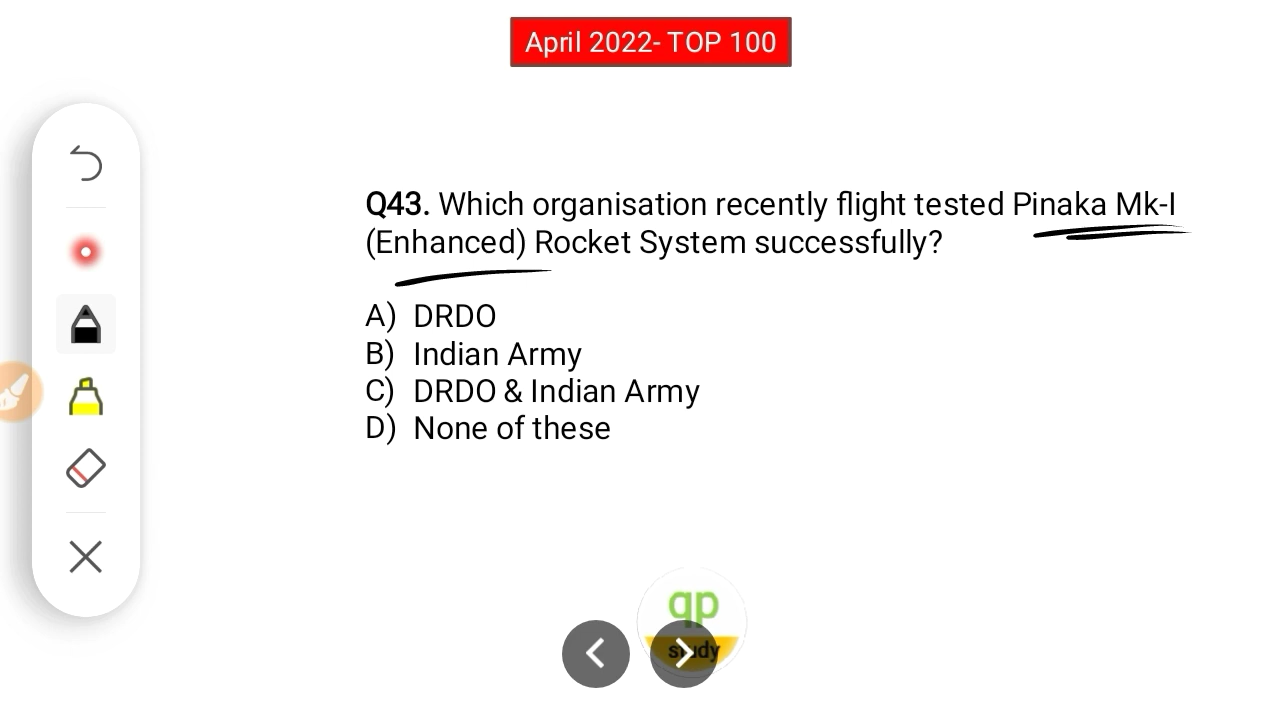 April 2022- TOP 100
Q43. Which organisation recently flight tested Pinaka Mk-I
(Enhanced) Rocket System successfully?
A) DRDO
B) Indian Army
C) DRDO & Indian Army
D) None of these
qp
study